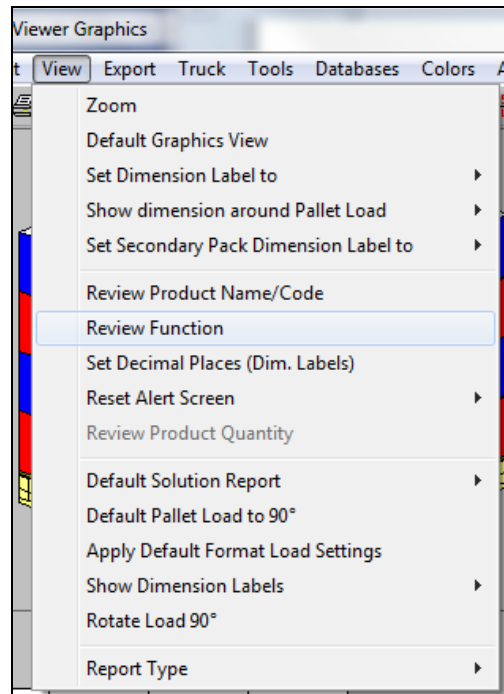 Viewer Graphics
t View Export Truck Tools Databases Colors A
Zoom
Default Graphics View
Set Dimension Label to
Show dimension around Pallet Load
Set Secondary Pack Dimension Label to
Review Product Name/Code
Review Function
Set Decimal Places (Dim. Labels)
Reset Alert Screen
Review Product Quantity
Default Solution Report
Default Pallet Load to 90°
Apply Default Format Load Settings
Show Dimension Labels
Rotate Load 90°
Report Type